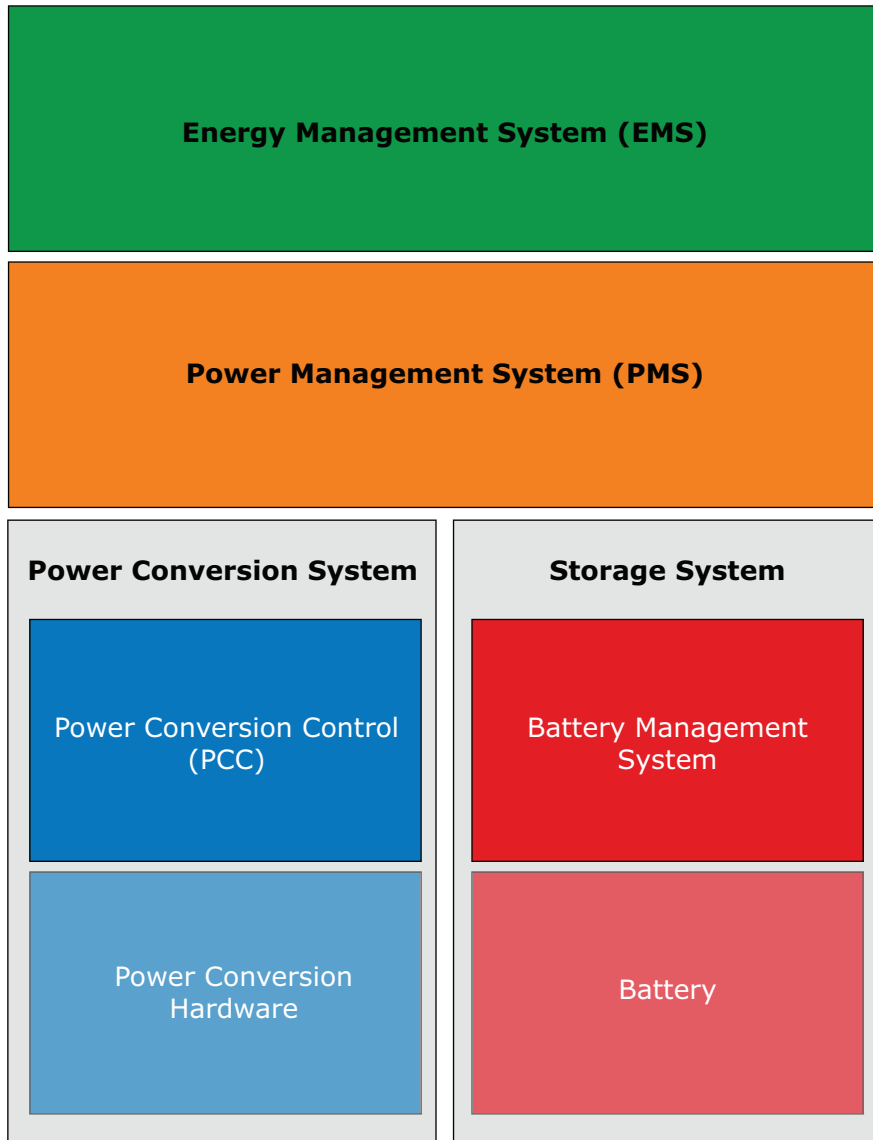 Energy Management System (EMS)
Power Management System (PMS)
Power Conversion System
Power Conversion Control
(PCC)
Power Conversion
Hardware
Storage System
Battery Management
System
Battery